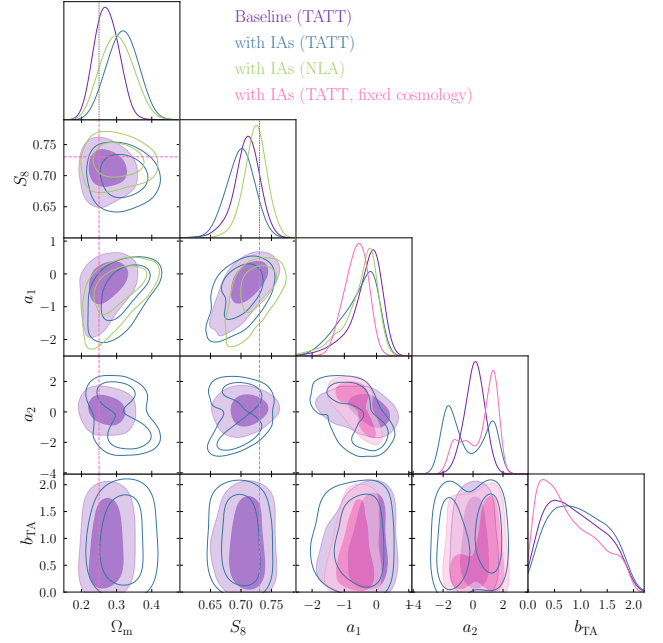 Baseline (TATT)
with IAs (TATT)
with IAs (NLA)
with IAs (TATT, fixed cosmology)
0.75
0.70
0.65
S₈
1
0
−1
−2
a₁
2
0
−2
−4
a₂
2.0
1.5
1.0
0.5
0.0
b_TA
0.2 0.3 0.4
0.65 0.70 0.75
−2 −1 0 1
−4 −2 0 2
0.0 0.5 1.0 1.5 2.0
Ω_m S₈ a₁ a₂ b_TA